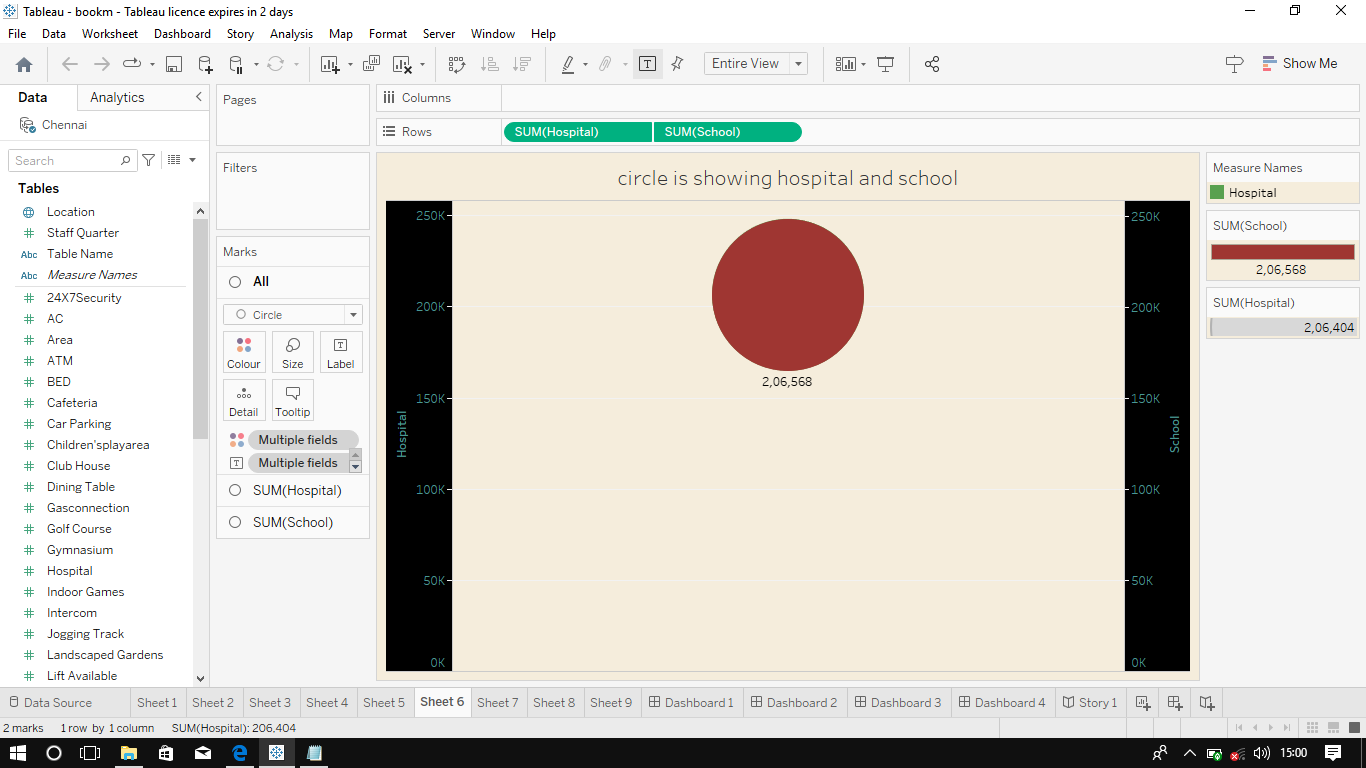 Tableau - bookm - Tableau licence expires in 2 days
File Data Worksheet Dashboard Story Analysis Map Format Server Window Help
Entire View
Show Me
Data Analytics
Chennai
Search
Tables
Location
Staff Quarter
Abc Table Name
Abc Measure Names
24X7Security
AC
Area
ATM
BED
Cafeteria
Car Parking
Children'splayarea
Club House
Dining Table
Gasconnection
Golf Course
Gymnasium
Hospital
Indoor Games
Intercom
Jogging Track
Landscaped Gardens
Lift Available
Pages
Filters
Marks
All
Circle
Colour Size Label
Detail Tooltip
Multiple fields
Multiple fields
SUM(Hospital)
SUM(School)
Columns
Rows SUM(Hospital) SUM(School)
circle is showing hospital and school
250K
200K
150K
100K
50K
0K
Hospital
2,06,568
250K
200K
150K
100K
50K
0K
School
Measure Names
Hospital
SUM(School)
2,06,568
SUM(Hospital)
2,06,404
Data Source Sheet 1 Sheet 2 Sheet 3 Sheet 4 Sheet 5 Sheet 6 Sheet 7 Sheet 8 Sheet 9 Dashboard 1 Dashboard 2 Dashboard 3 Dashboard 4 Story 1
2 marks 1 row by 1 column SUM(Hospital): 206,404
15:00